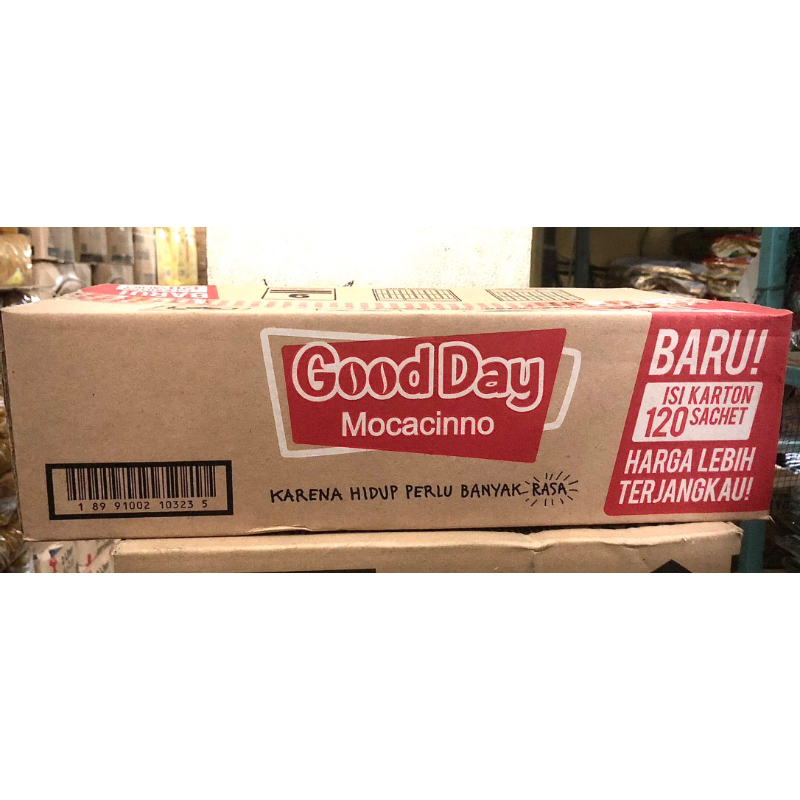 BARU!
Good Day
Mocacinno
KARENA HIDUP PERLU BANYAK RASA
1 89 91002 10323 5
BARU!
ISI KARTON
120 SACHET
HARGA LEBIH
TERJANGKAU!